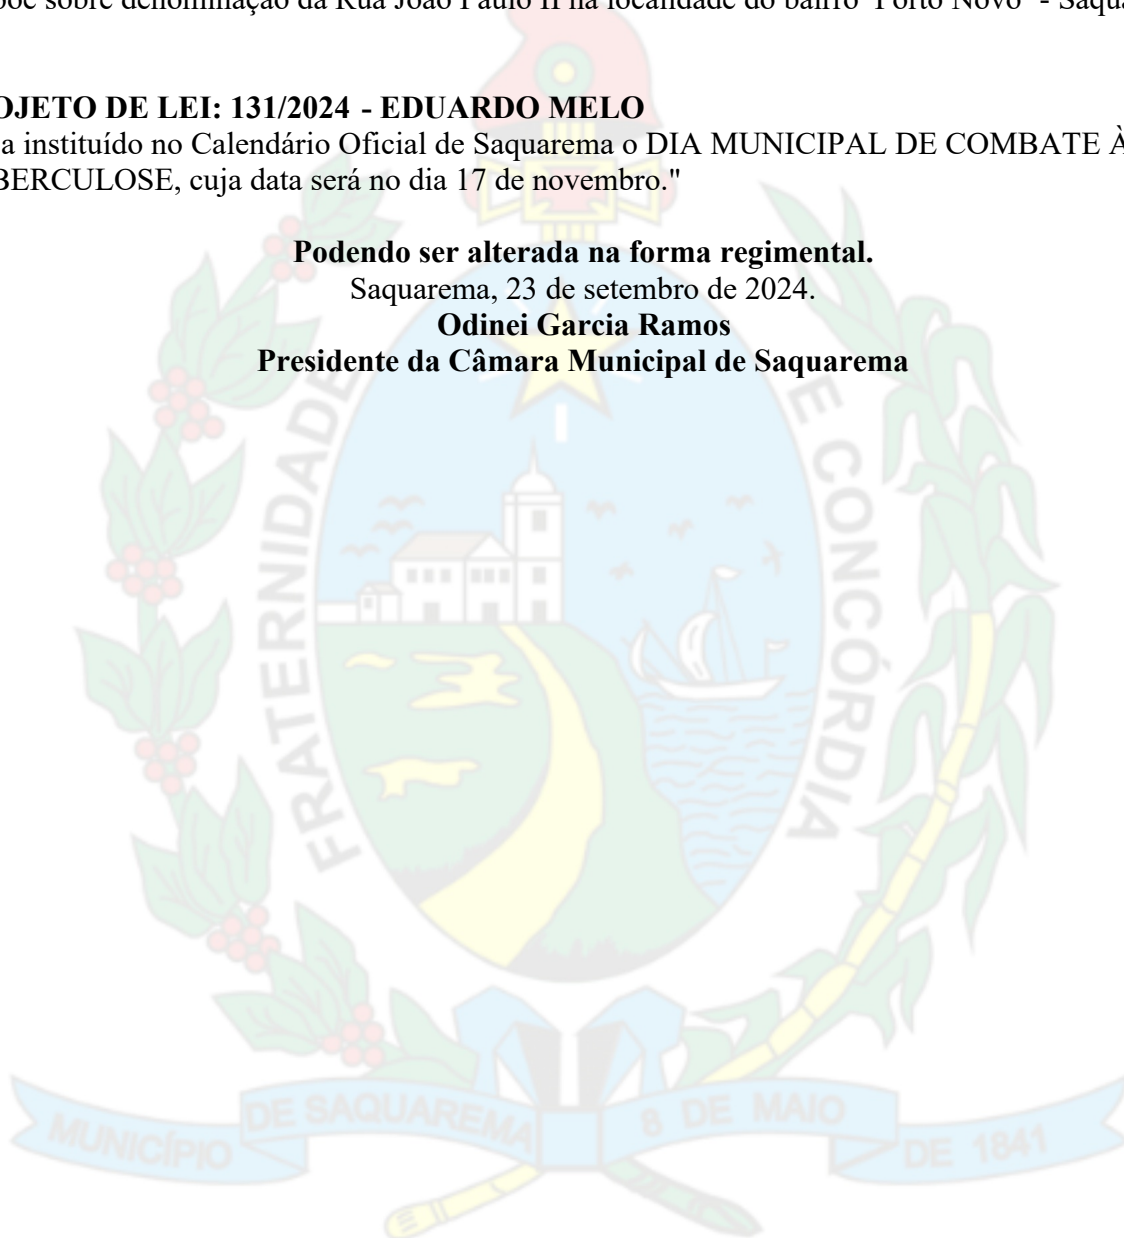 põe sobre denominação da Rua João Paulo II na localidade do bairro "Porto Novo" - Saqua
OJETO DE LEI: 131/2024 - EDUARDO MELO
a instituído no Calendário Oficial de Saquarema o DIA MUNICIPAL DE COMBATE À
BERCULOSE, cuja data será no dia 17 de novembro."
Podendo ser alterada na forma regimental.
Saquarema, 23 de setembro de 2024.
Odinei Garcia Ramos
Presidente da Câmara Municipal de Saquarema
FRATERNIDADE E CONCÓRDIA
MUNICÍPIO DE SAQUAREMA 8 DE MAIO DE 1841